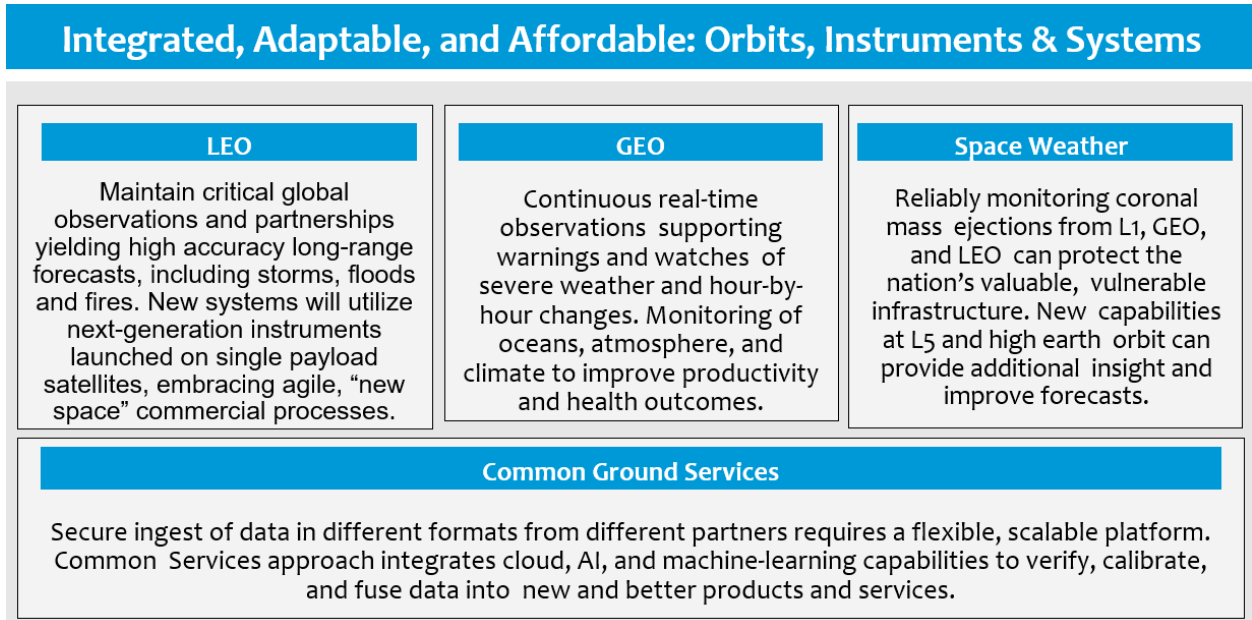 Integrated, Adaptable, and Affordable: Orbits, Instruments & Systems
LEO
Maintain critical global
observations and partnerships
yielding high accuracy long-range
forecasts, including storms, floods
and fires. New systems will utilize
next-generation instruments
launched on single payload
satellites, embracing agile, “new
space” commercial processes.
GEO
Continuous real-time
observations supporting
warnings and watches of
severe weather and hour-by-
hour changes. Monitoring of
oceans, atmosphere, and
climate to improve productivity
and health outcomes.
Space Weather
Reliably monitoring coronal
mass ejections from L1, GEO,
and LEO can protect the
nation’s valuable, vulnerable
infrastructure. New capabilities
at L5 and high earth orbit can
provide additional insight and
improve forecasts.
Common Ground Services
Secure ingest of data in different formats from different partners requires a flexible, scalable platform.
Common Services approach integrates cloud, AI, and machine-learning capabilities to verify, calibrate,
and fuse data into new and better products and services.